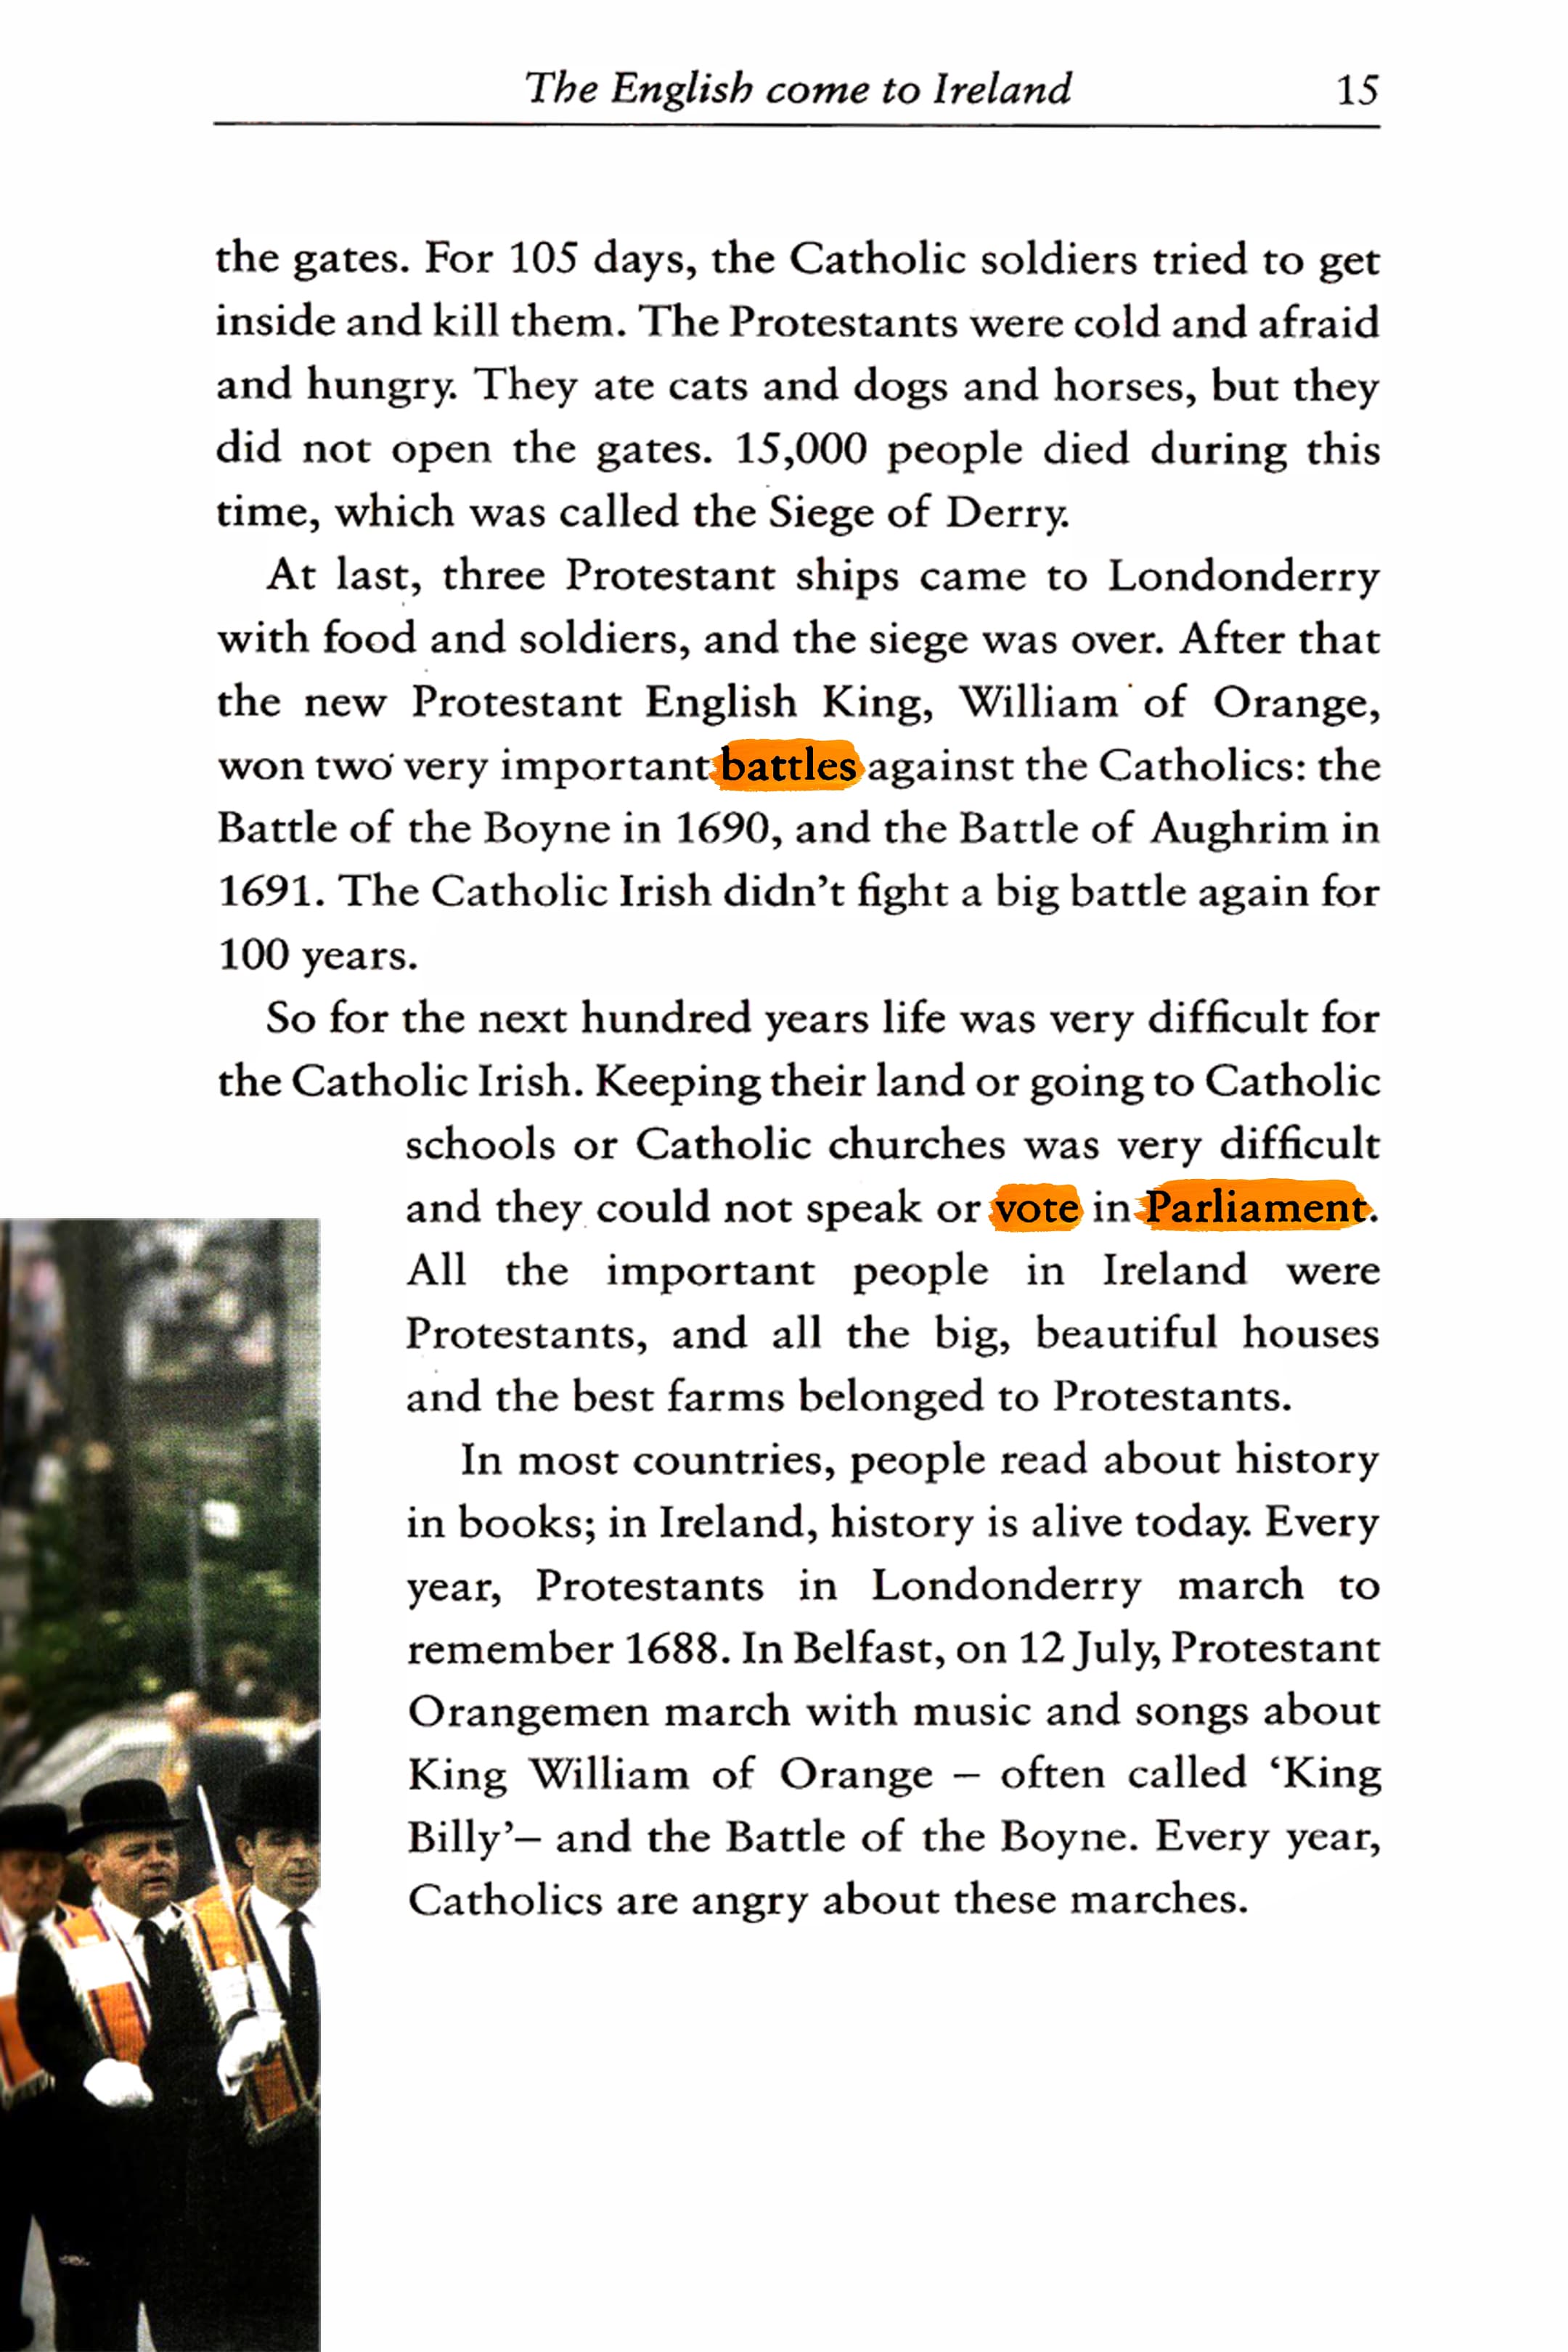 The English come to Ireland 15
the gates. For 105 days, the Catholic soldiers tried to get
inside and kill them. The Protestants were cold and afraid
and hungry. They ate cats and dogs and horses, but they
did not open the gates. 15,000 people died during this
time, which was called the Siege of Derry.
At last, three Protestant ships came to Londonderry
with food and soldiers, and the siege was over. After that
the new Protestant English King, William of Orange,
won two very important battles against the Catholics: the
Battle of the Boyne in 1690, and the Battle of Aughrim in
1691. The Catholic Irish didn’t fight a big battle again for
100 years.
So for the next hundred years life was very difficult for
the Catholic Irish. Keeping their land or going to Catholic
schools or Catholic churches was very difficult
and they could not speak or vote in Parliament.
All the important people in Ireland were
Protestants, and all the big, beautiful houses
and the best farms belonged to Protestants.
In most countries, people read about history
in books; in Ireland, history is alive today. Every
year, Protestants in Londonderry march to
remember 1688. In Belfast, on 12 July, Protestant
Orangemen march with music and songs about
King William of Orange – often called ‘King
Billy’– and the Battle of the Boyne. Every year,
Catholics are angry about these marches.